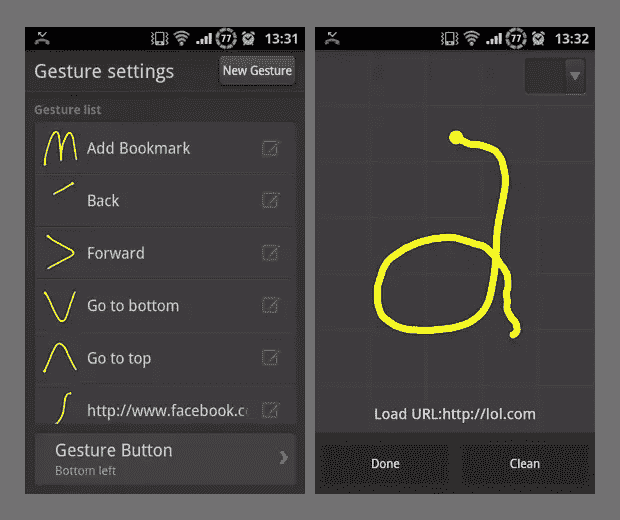 77 13:31
Gesture settings
New Gesture
Gesture list
Add Bookmark
Back
Forward
Go to bottom
Go to top
http://www.facebook.c
Gesture Button
Bottom left
77 13:32
Load URL:http://lol.com
Done
Clean